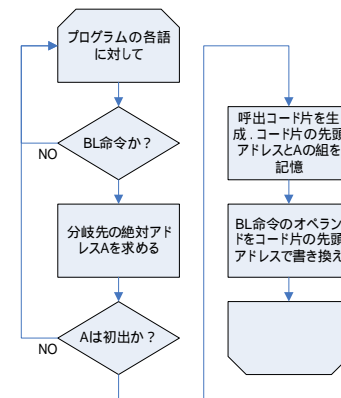 プログラムの各語
に対して
BL命令か？
NO
分岐先の絶対アド
レスAを求める
Aは初出か？
NO
呼出コード片を生
成．コード片の先頭
アドレスとAの組を
記憶
BL命令のオペラン
ドをコード片の先頭
アドレスで書き換え